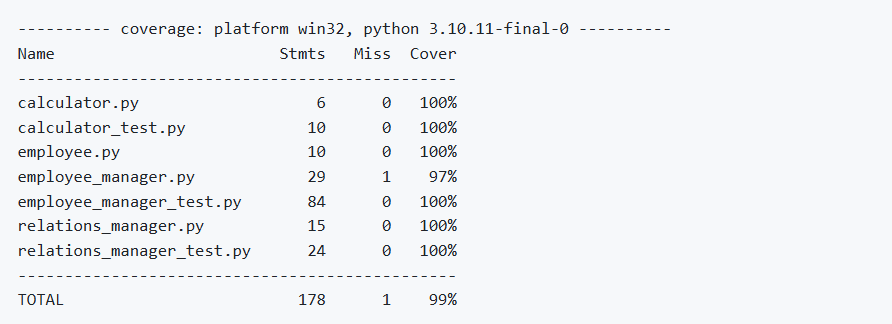 ---------- coverage: platform win32, python 3.10.11-final-0 ----------
Name                        Stmts   Miss  Cover
-----------------------------------------------
calculator.py                   6      0   100%
calculator_test.py             10      0   100%
employee.py                    10      0   100%
employee_manager.py            29      1    97%
employee_manager_test.py       84      0   100%
relations_manager.py           15      0   100%
relations_manager_test.py      24      0   100%
-----------------------------------------------
TOTAL                         178      1    99%